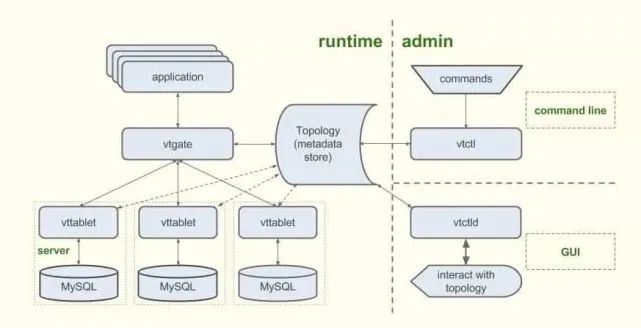 runtime
admin
application
commands
command line
Topology
(metadata
store)
vtgate
vtctl
vttablet
vttablet
vttablet
vtctld
server
GUI
MySQL
MySQL
MySQL
interact with
topology